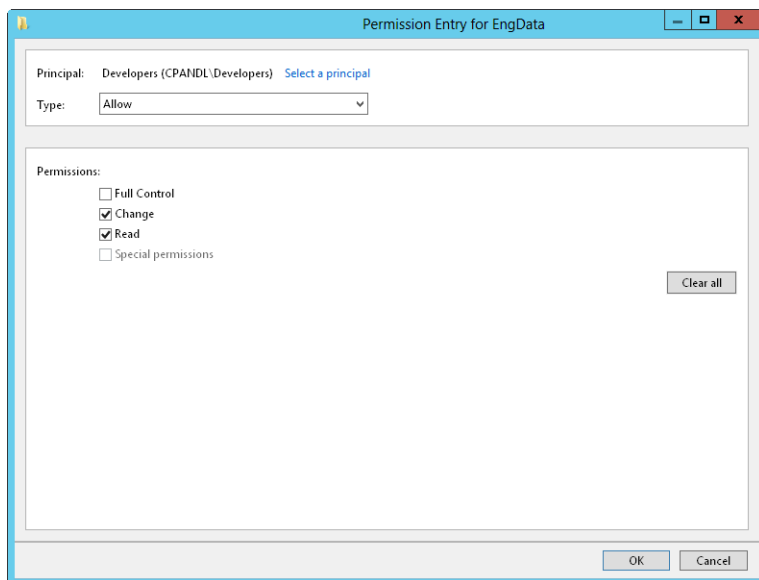 Permission Entry for EngData
Principal: Developers (CPANDL\Developers) Select a principal
Type: Allow
Permissions:
Full Control
Change
Read
Special permissions
Clear all
OK Cancel